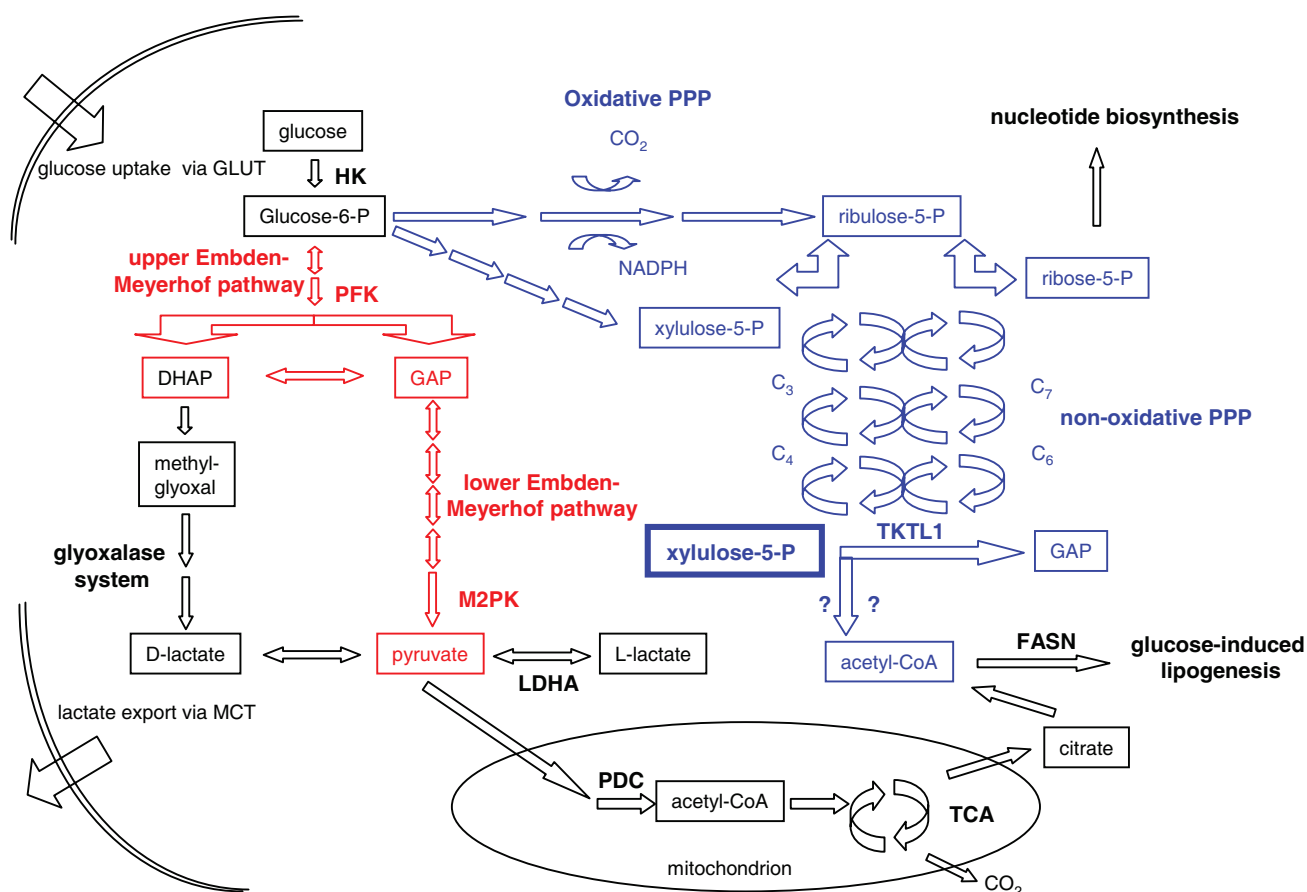 Oxidative PPP
CO2
nucleotide biosynthesis
glucose
glucose uptake via GLUT
HK
Glucose-6-P
ribulose-5-P
NADPH
ribose-5-P
upper Embden-
Meyerhof pathway
PFK
xylulose-5-P
DHAP
GAP
C3
C7
non-oxidative PPP
methyl-
glyoxal
C4
C6
lower Embden-
Meyerhof pathway
TKTL1
xylulose-5-P
GAP
glyoxalase
system
M2PK
? ?
D-lactate
pyruvate
L-lactate
LDHA
acetyl-CoA
FASN
glucose-induced
lipogenesis
lactate export via MCT
citrate
PDC
acetyl-CoA
TCA
mitochondrion
CO2